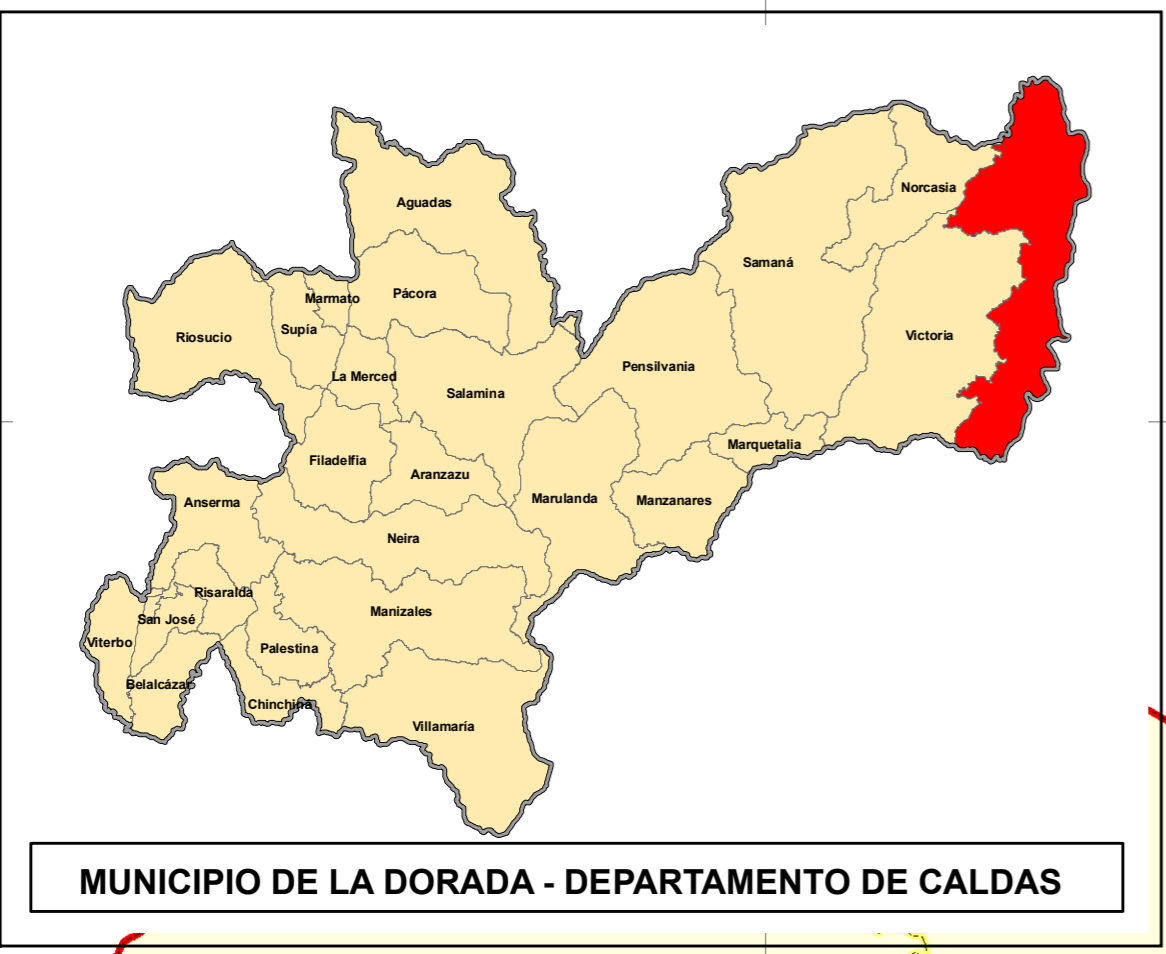 Aguadas
Norcasia
Samaná
Marmato
Pácora
Supía
Riosucio
Victoria
La Merced
Pensilvania
Salamina
Marquetalia
Filadelfia
Aranzazu
Marulanda
Manzanares
Anserma
Neira
Risaralda
San José
Manizales
Viterbo
Palestina
Belalcázar
Chinchiná
Villamaría
MUNICIPIO DE LA DORADA - DEPARTAMENTO DE CALDAS